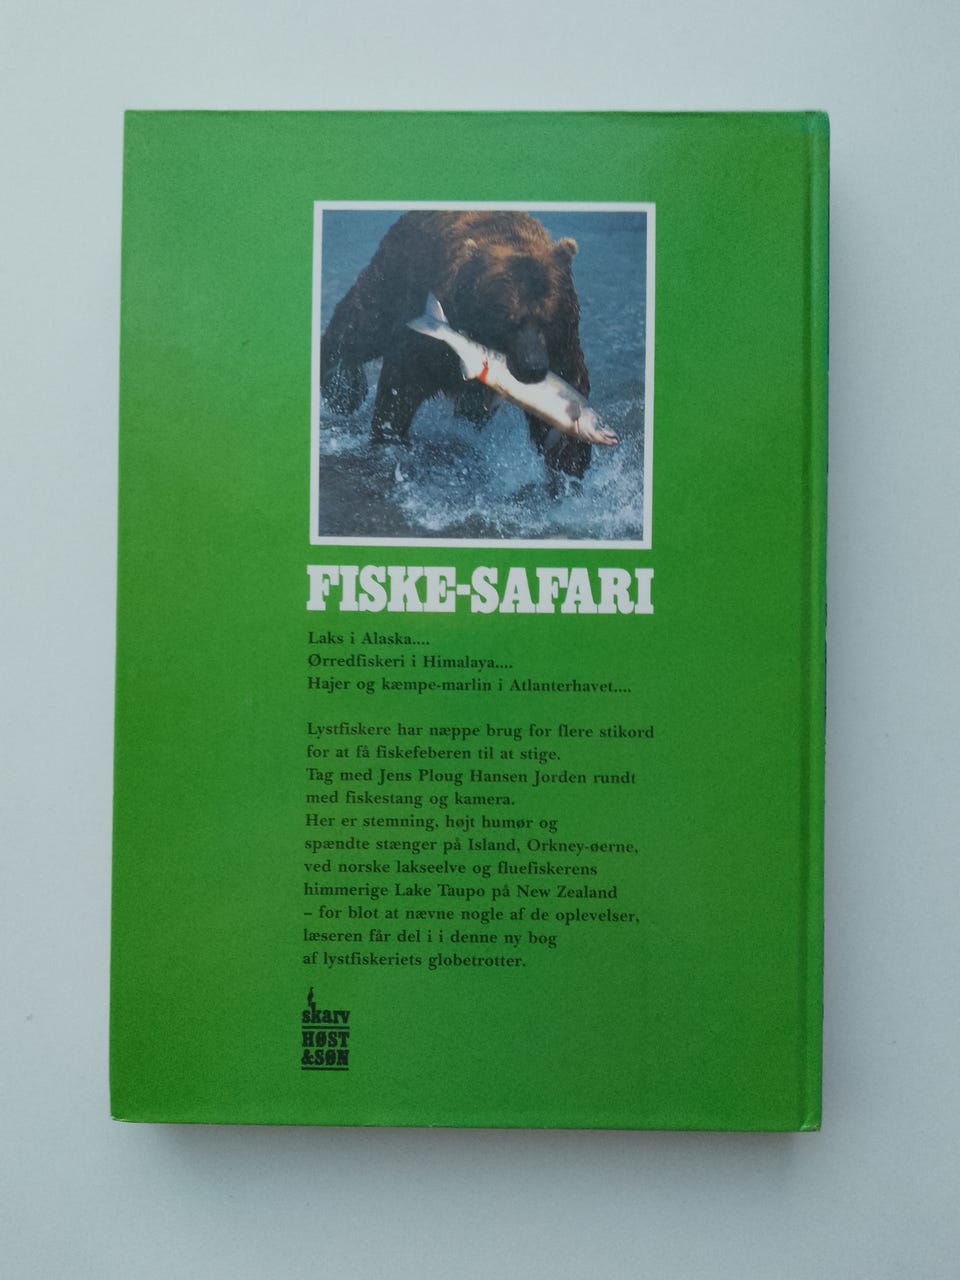 FISKE-SAFARI
Laks i Alaska....
Ørredfiskeri i Himalaya....
Hajer og kæmpe-marlin i Atlanterhavet....
Lystfiskere har næppe brug for flere stikord
for at få fiskefeberen til at stige.
Tag med Jens Ploug Hansen Jorden rundt
med fiskestang og kamera.
Her er stemning, højt humør og
spændte stænger på Island, Orkney-øerne,
ved norske lakseelve og fluefiskerens
himmerige Lake Taupo på New Zealand
– for blot at nævne nogle af de oplevelser,
læseren får del i i denne ny bog
af lystfiskeriets globetrotter.
skarv
HØST
&SØN